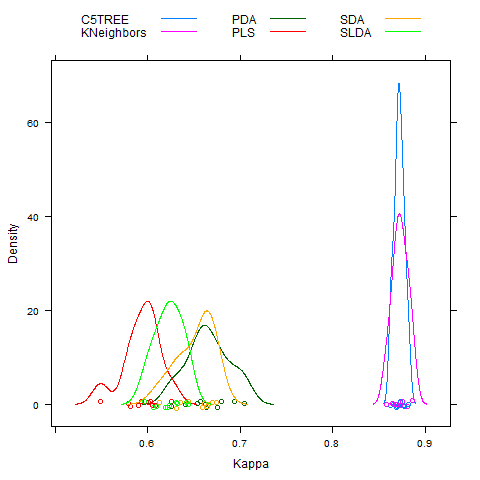 C5TREE PDA SDA
KNeighbors PLS SLDA
60
40
20
0
Density
0.6 0.7 0.8 0.9
Kappa